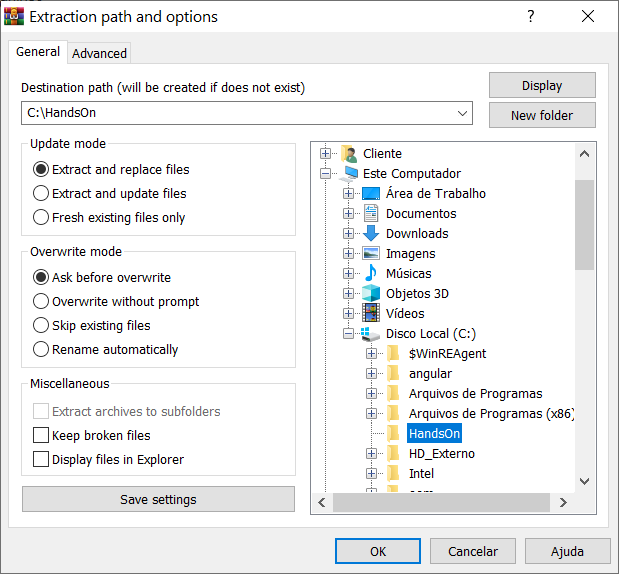 Extraction path and options
General
Advanced
Destination path (will be created if does not exist)
Display
C:\HandsOn
New folder
Update mode
Extract and replace files
Extract and update files
Fresh existing files only
Overwrite mode
Ask before overwrite
Overwrite without prompt
Skip existing files
Rename automatically
Miscellaneous
Extract archives to subfolders
Keep broken files
Display files in Explorer
Save settings
Cliente
Este Computador
Área de Trabalho
Documentos
Downloads
Imagens
Músicas
Objetos 3D
Vídeos
Disco Local (C:)
$WinREAgent
angular
Arquivos de Programas
Arquivos de Programas (x86)
HandsOn
HD_Externo
Intel
OK
Cancelar
Ajuda